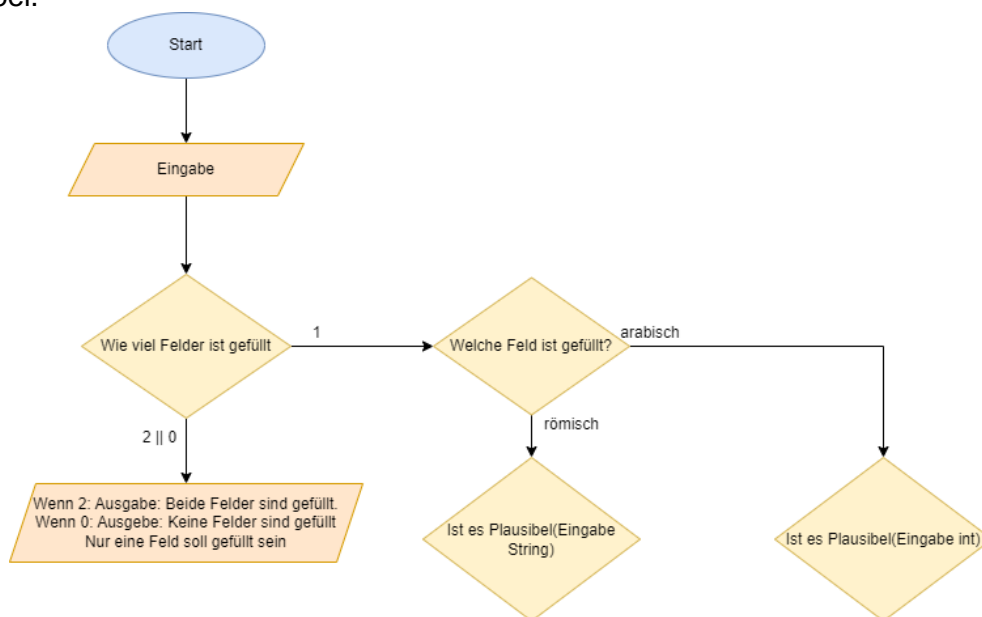 Start
Eingabe
Wie viel Felder ist gefüllt
1
Welche Feld ist gefüllt?
arabisch
2 || 0
römisch
Wenn 2: Ausgabe: Beide Felder sind gefüllt.
Wenn 0: Ausgebe: Keine Felder sind gefüllt
Nur eine Feld soll gefüllt sein
Ist es Plausibel(Eingabe
String)
Ist es Plausibel(Eingabe int)